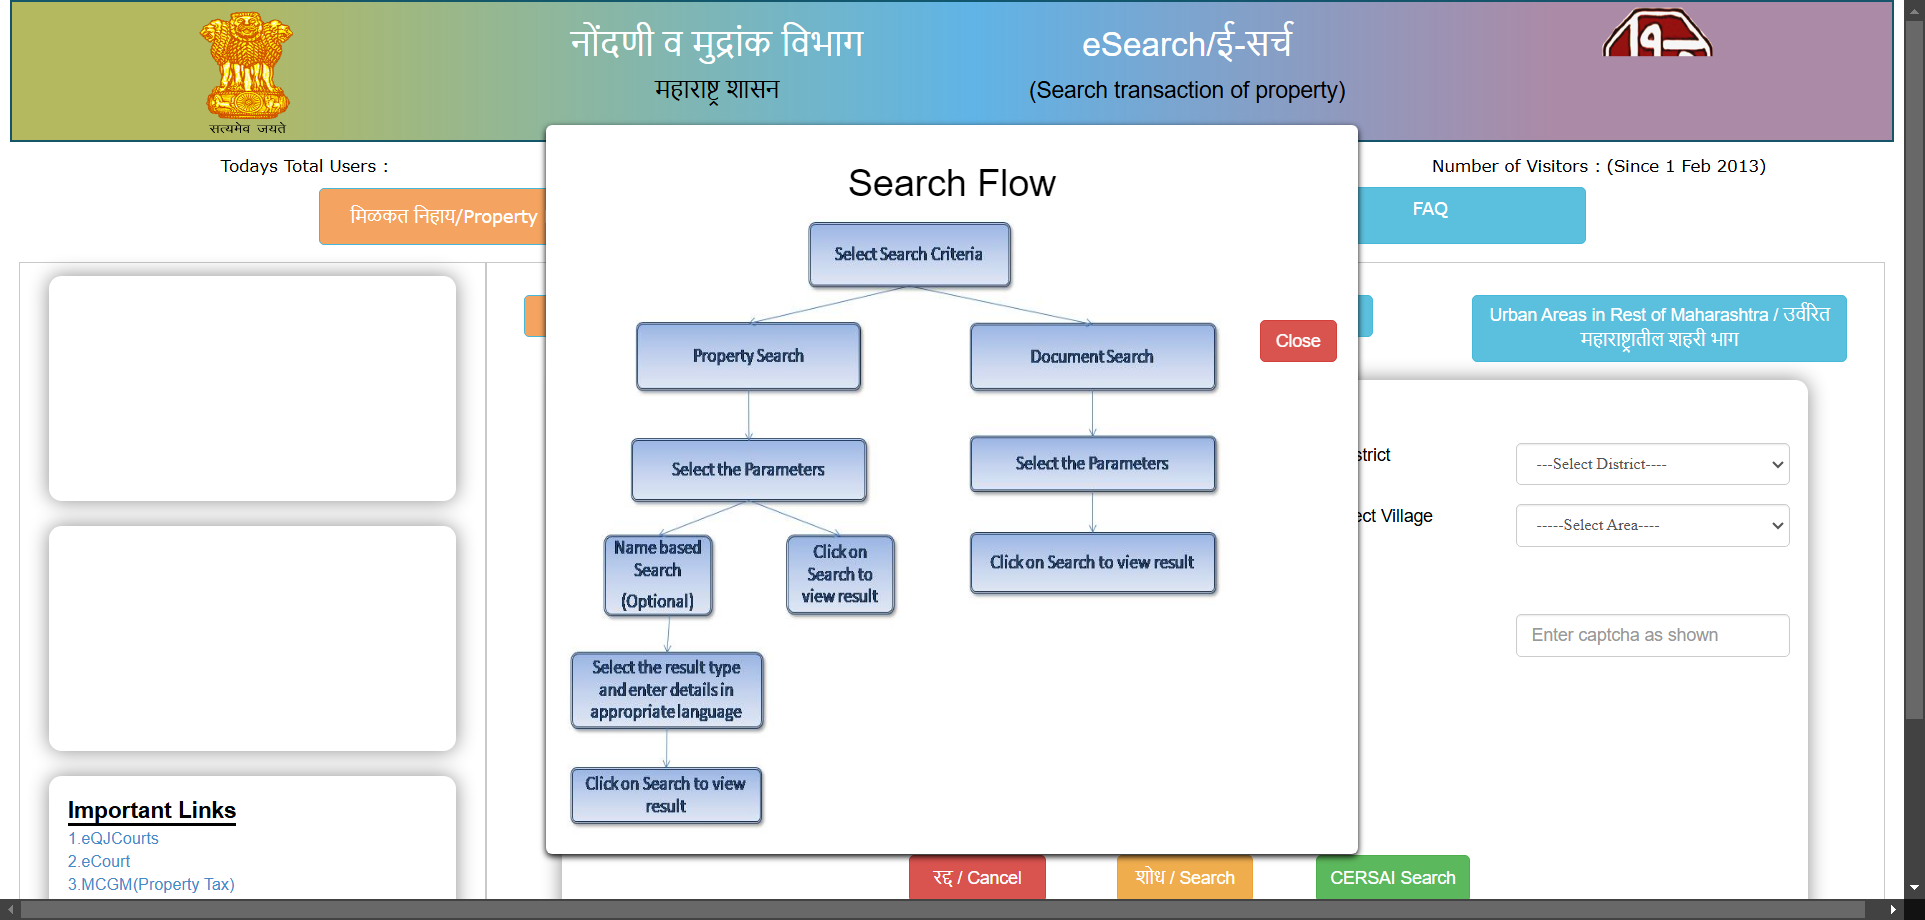 नोंदणी व मुद्रांक विभाग
महाराष्ट्र शासन
eSearch/ई-सर्च
(Search transaction of property)
सत्यमेव जयते
Todays Total Users :
Number of Visitors : (Since 1 Feb 2013)
मिळकत निहाय/Property
FAQ
Urban Areas in Rest of Maharashtra / उर्वरित
महाराष्ट्रातील शहरी भाग
Search Flow
Select Search Criteria
Property Search
Document Search
Close
Select the Parameters
Select the Parameters
Name based
Search
(Optional)
Click on
Search to
view result
Click on Search to view result
Select the result type
and enter details in
appropriate language
Click on Search to view
result
---Select District----
Village
-----Select Area----
Enter captcha as shown
Important Links
1.eQJCourts
2.eCourt
3.MCGM(Property Tax)
रद्द / Cancel
शोध / Search
CERSAI Search